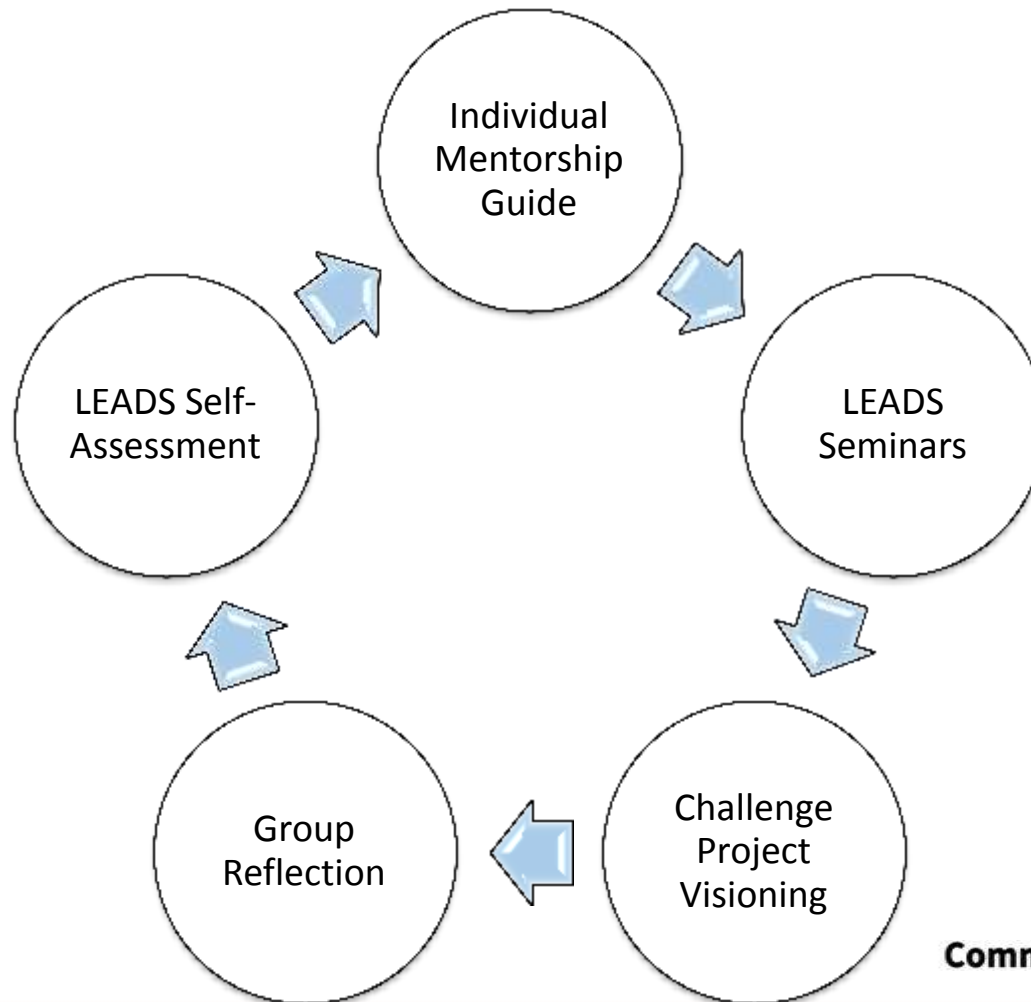 Individual
Mentorship
Guide
LEADS
Seminars
Challenge
Project
Visioning
Group
Reflection
LEADS Self-
Assessment